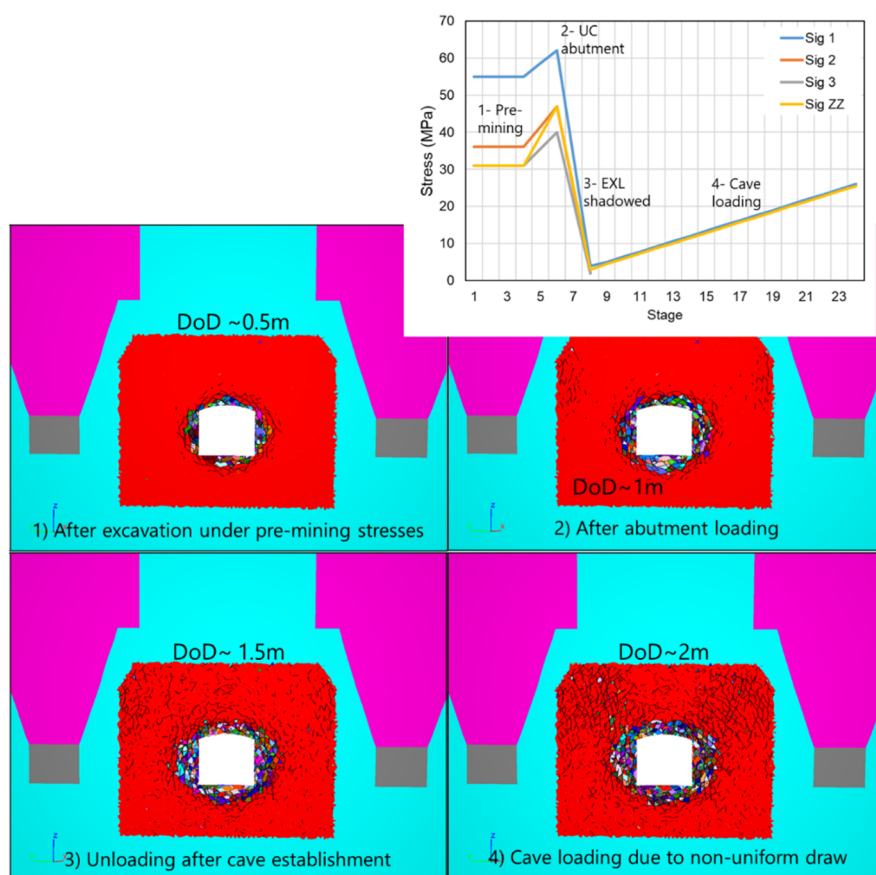 70
60
50
40
30
20
10
0
Stress (MPa)
1 3 5 7 9 11 13 15 17 19 21 23
Stage
2- UC
abutment
1- Pre-
mining
3- EXL
shadowed
4- Cave
loading
Sig 1
Sig 2
Sig 3
Sig ZZ
DoD ~0.5m
z
1) After excavation under pre-mining stresses
DoD~1m
z
2) After abutment loading
DoD~ 1.5m
z
3) Unloading after cave establishment
DoD~2m
z
4) Cave loading due to non-uniform draw